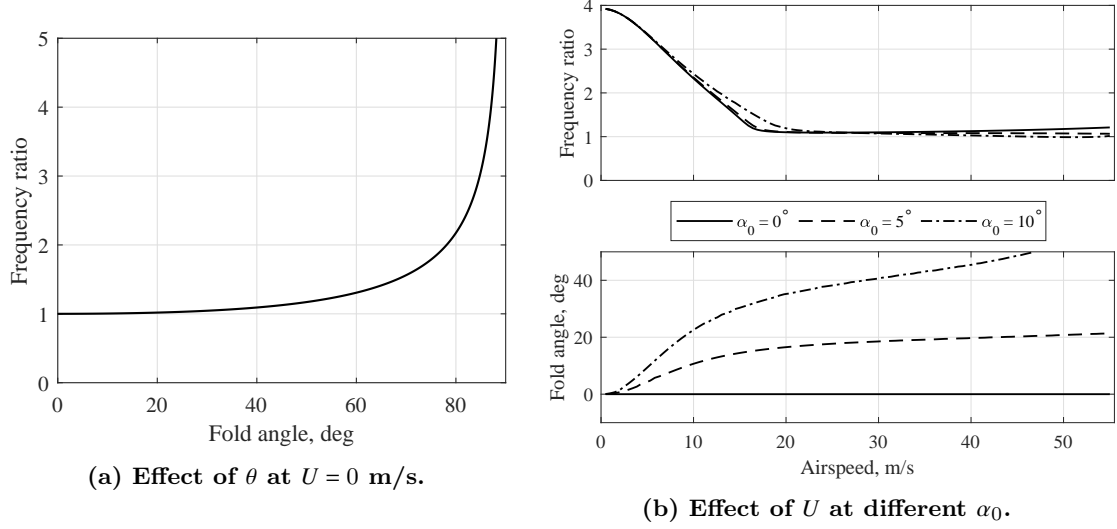 5
4
3
2
1
0
Frequency ratio
0 20 40 60 80
Fold angle, deg
(a) Effect of θ at U = 0 m/s.
4
3
2
1
0
Frequency ratio
α₀ = 0° α₀ = 5° α₀ = 10°
40
20
0
Fold angle, deg
0 10 20 30 40 50
Airspeed, m/s
(b) Effect of U at different α₀.